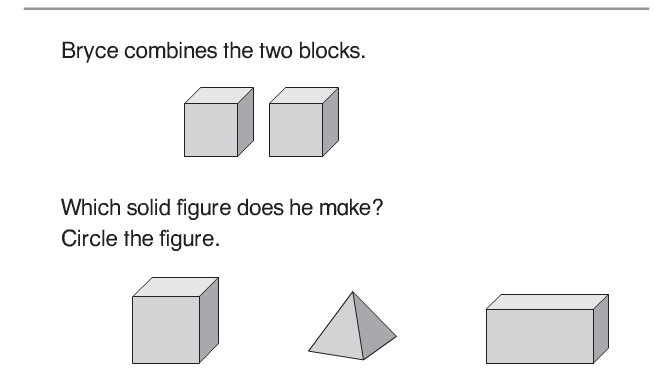 Bryce combines the two blocks.
Which solid figure does he make?
Circle the figure.